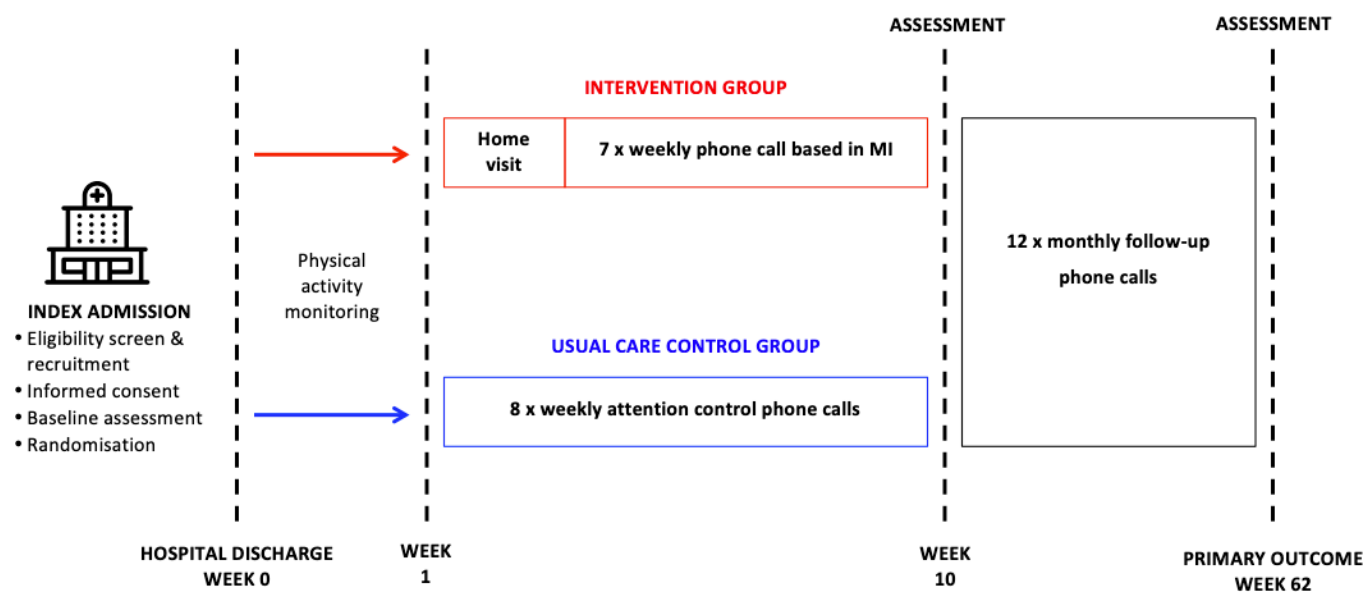 ASSESSMENT
ASSESSMENT
INTERVENTION GROUP
Home
visit
7 x weekly phone call based in MI
12 x monthly follow-up
phone calls
Physical
activity
monitoring
INDEX ADMISSION
• Eligibility screen &
recruitment
• Informed consent
• Baseline assessment
• Randomisation
USUAL CARE CONTROL GROUP
8 x weekly attention control phone calls
HOSPITAL DISCHARGE
WEEK 0
WEEK
1
WEEK
10
PRIMARY OUTCOME
WEEK 62